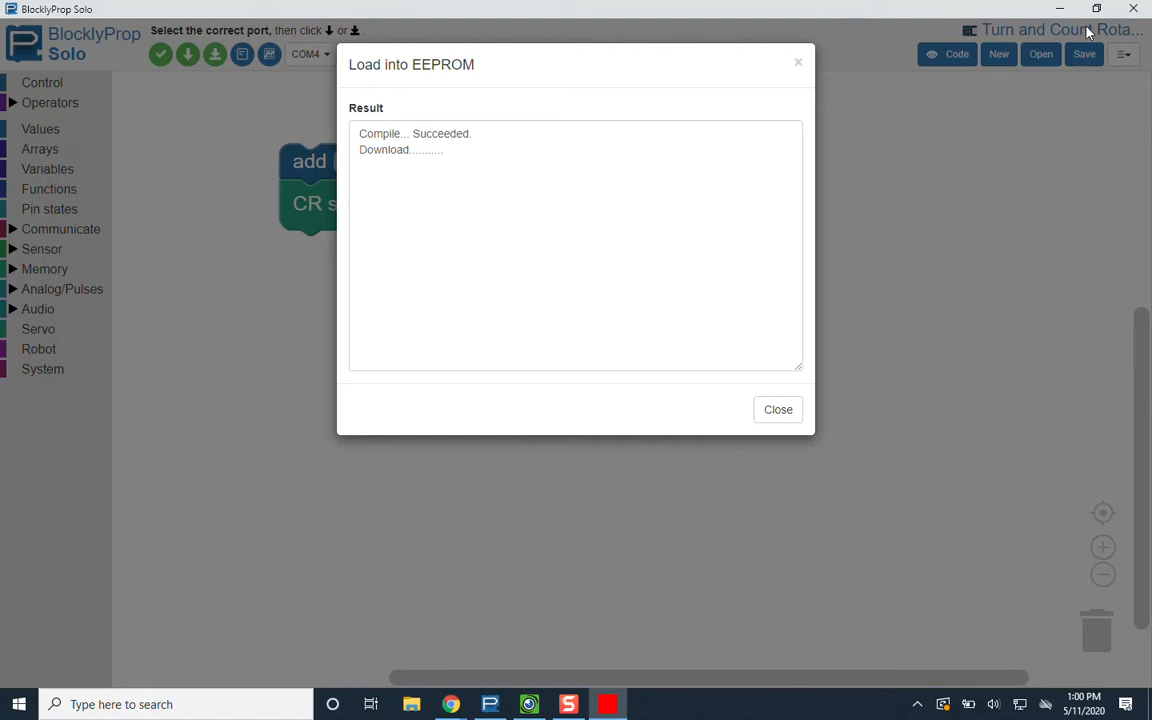 BlocklyProp Solo
BlocklyProp
Solo
Select the correct port, then click or
COM4
Turn and Count Rota...
Code
New
Open
Save
Load into EEPROM
×
Result
Compile... Succeeded.
Download...........
Close
Control
Operators
Values
Arrays
Variables
Functions
Pin states
Communicate
Sensor
Memory
Analog/Pulses
Audio
Servo
Robot
System
add
CR s
Type here to search
1:00 PM
5/11/2020